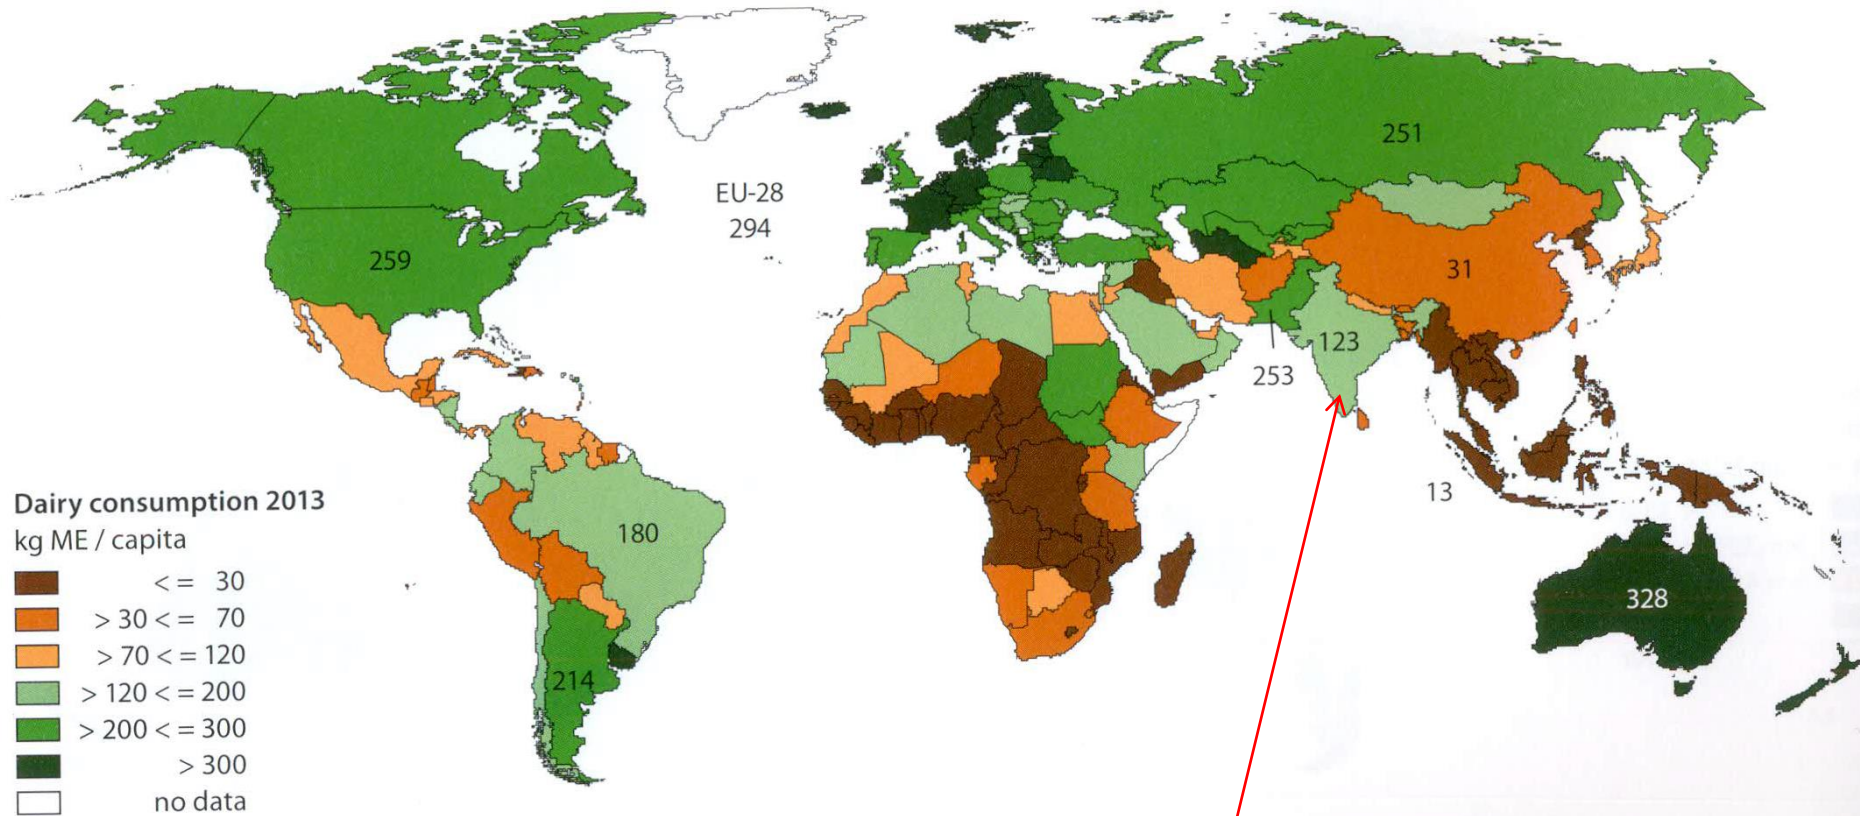 251
EU-28
294
259
31
123
253
13
180
328
214
Dairy consumption 2013
kg ME / capita
< = 30
> 30 < = 70
> 70 < = 120
> 120 < = 200
> 200 < = 300
> 300
no data